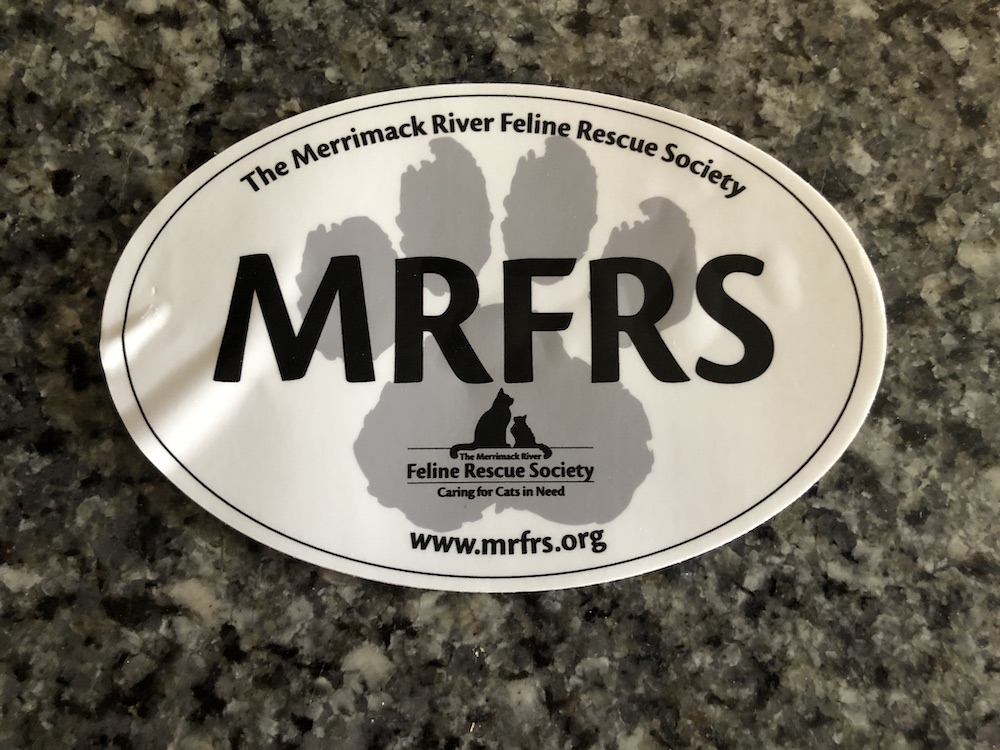 The Merrimack River Feline Rescue Society
MRFRS
The Merrimack River
Feline Rescue Society
Caring for Cats in Need
www.mrfrs.org